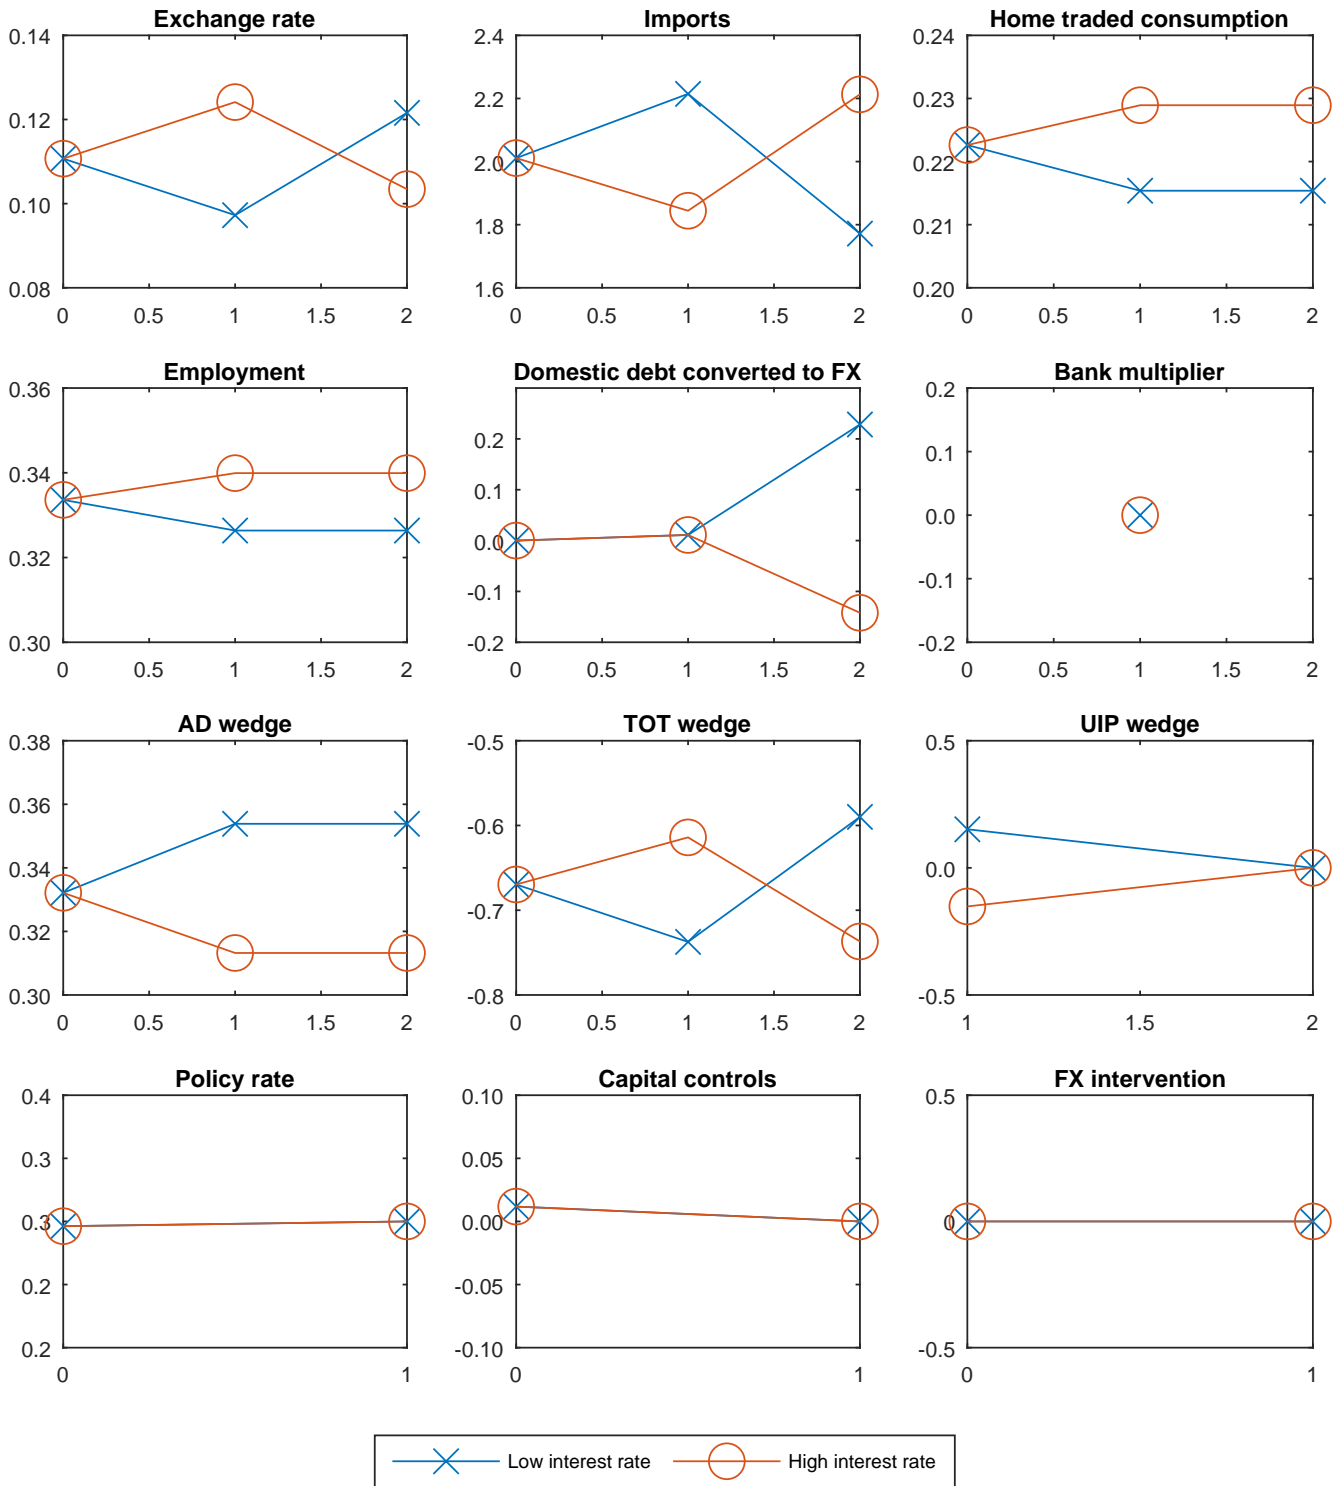 Exchange rate Imports Home traded consumption
0.14 2.4 0.24
2.2 0.23
0.12
2.0 0.22
0.10
1.8 0.21
0.08 1.6 0.20
0 0.5 1 1.5 2 0 0.5 1 1.5 2 0 0.5 1 1.5 2
Employment Domestic debt converted to FX Bank multiplier
0.36 0.2
0.2
0.34 0.1 0.1
0.0 0.0
0.32 -0.1 -0.1
0.30 -0.2 -0.2
0 0.5 1 1.5 2 0 0.5 1 1.5 2 0 0.5 1 1.5 2
AD wedge TOT wedge UIP wedge
0.38 -0.5 0.5
0.36 -0.6
0.34 0.0
0.32 -0.7
0.30 -0.8 -0.5
0 0.5 1 1.5 2 0 0.5 1 1.5 2 1 1.5 2
Policy rate Capital controls FX intervention
0.4 0.10 0.5
0.3 0.05
0.3 0.00 0
0.2 -0.05
0.2 -0.10 -0.5
0 1 0 1 0 1
Low interest rate High interest rate